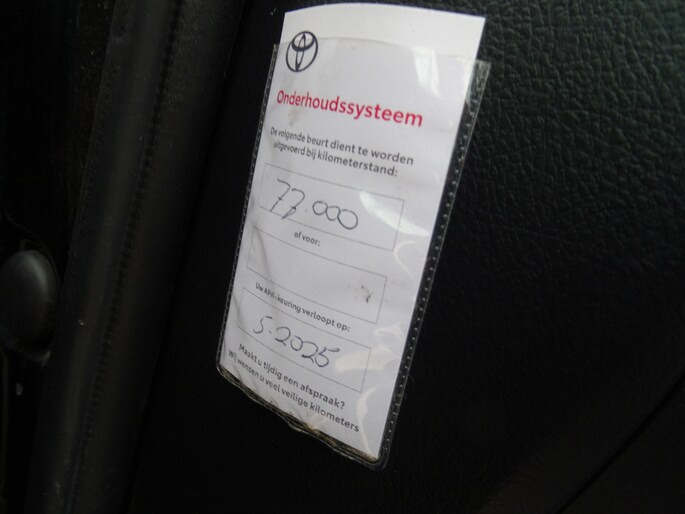 Onderhoudssysteem
De volgende beurt dient te worden
uitgevoerd bij kilometerstand:
77.000
of voor:
Uw APK-keuring verloopt op:
5-2025
Maakt u tijdig een afspraak?
Wij wensen u veel veilige kilometers